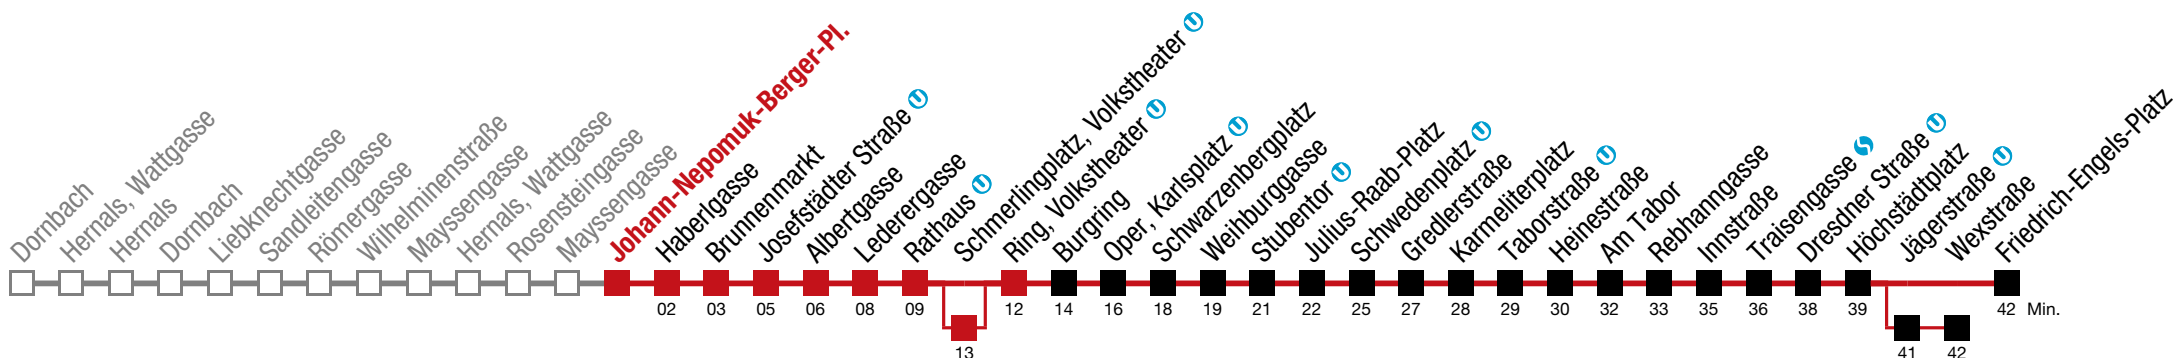 Dornbach
Hernals, Wattgasse
Hernals
Dornbach
Liebknechtgasse
Sandleitengasse
Römergasse
Wilhelminenstraße
Mayssengasse
Hernals, Wattgasse
Rosensteingasse
Mayssengasse
Johann-Nepomuk-Berger-Pl.
Haberlgasse
Brunnenmarkt
Josefstädter Straße U
Albertgasse
Lederergasse
Rathaus U
Schmerlingplatz, Volkstheater U
Ring, Volkstheater U
Burgring
Oper, Karlsplatz U
Schwarzenbergplatz
Weihburggasse
Stubentor U
Julius-Raab-Platz
Schwedenplatz U
Gredlerstraße
Karmeliterplatz
Taborstraße U
Heinestraße
Am Tabor
Rebhanngasse
Innstraße
Traisengasse S
Dresdner Straße U
Höchstädtplatz
Jägerstraße U
Wexstraße
Friedrich-Engels-Platz
02 03 05 06 08 09 12 14 16 18 19 21 22 25 27 28 29 30 32 33 35 36 38 39 42 Min.
13 41 42